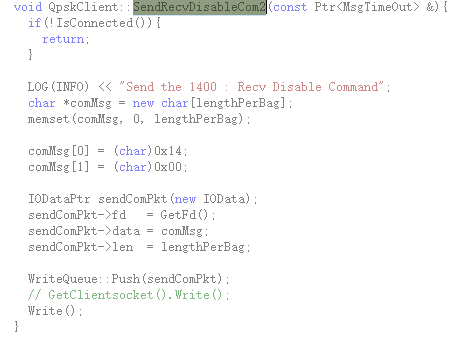 void QpskClient::SendRecvDisableCom2(const Ptr<MsgTimeOut> &){
  if(!IsConnected()){
    return;
  }

  LOG(INFO) << "Send the 1400 : Recv Disable Command";
  char *comMsg = new char[lengthPerBag];
  memset(comMsg, 0, lengthPerBag);

  comMsg[0] = (char)0x14;
  comMsg[1] = (char)0x00;

  IODataPtr sendComPkt(new IOData);
  sendComPkt->fd   = GetFd();
  sendComPkt->data = comMsg;
  sendComPkt->len  = lengthPerBag;

  WriteQueue::Push(sendComPkt);
  // GetClientsocket().Write();
  Write();
}